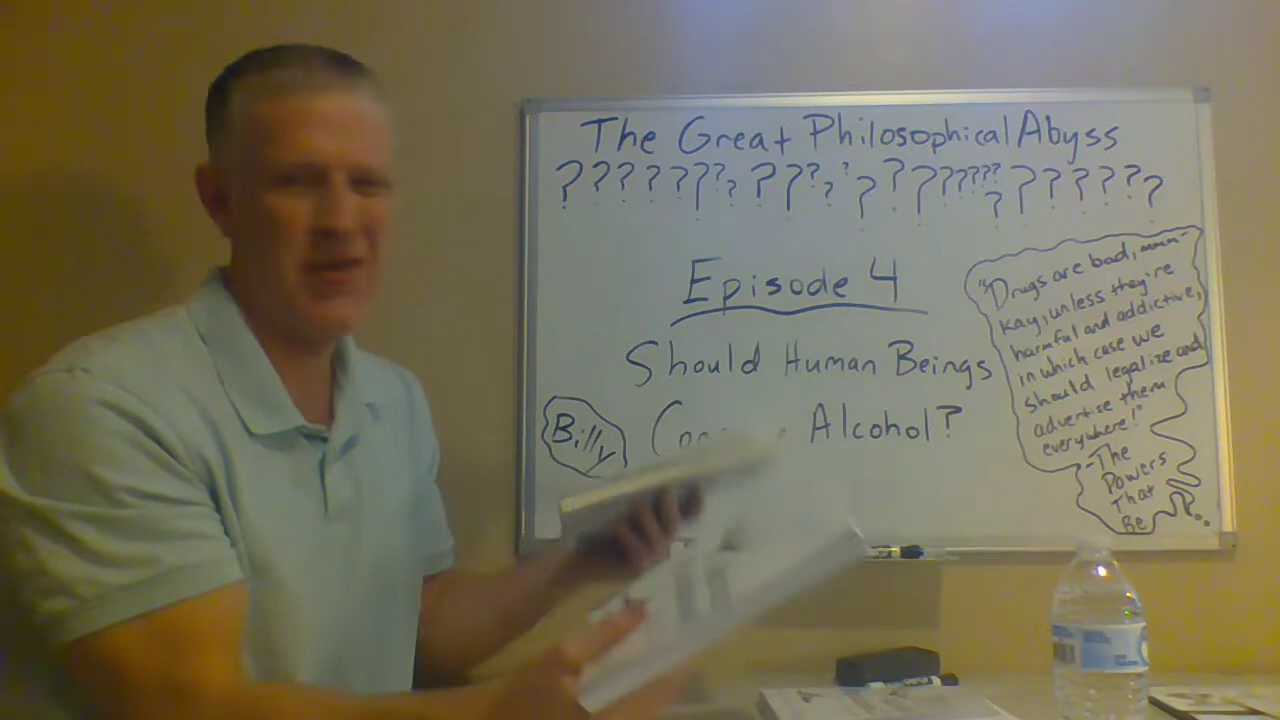 The Great Philosophical Abyss
????????????????????????????
Episode 4
Should Human Beings
Alcohol?
Billy
"Drugs are bad, mmm-
kay, unless they're
harmful and addictive,
in which case we
should legalize and
advertise them
everywhere!"
-The
Powers
That
Be